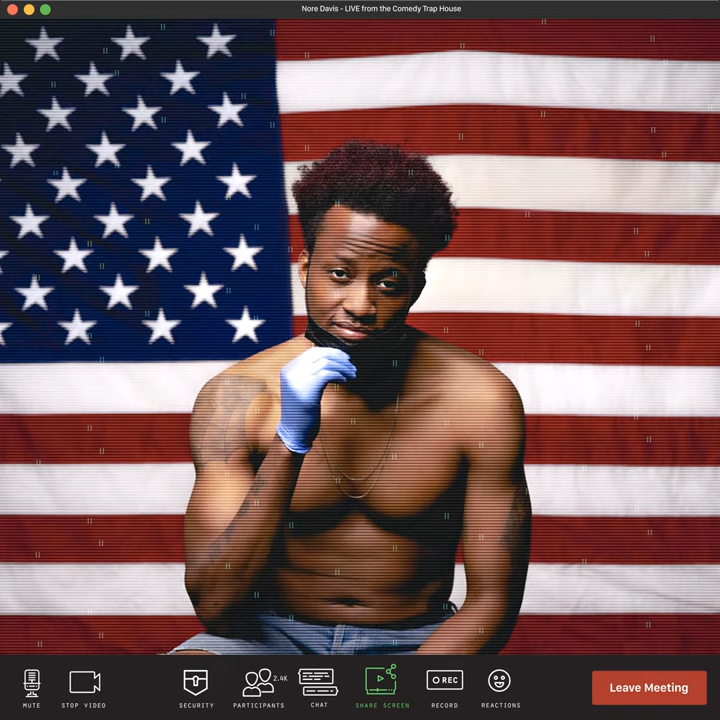 Nore Davis - LIVE from the Comedy Trap House
2.4K
REC
MUTE
STOP VIDEO
SECURITY
PARTICIPANTS
CHAT
SHARE SCREEN
RECORD
REACTIONS
Leave Meeting